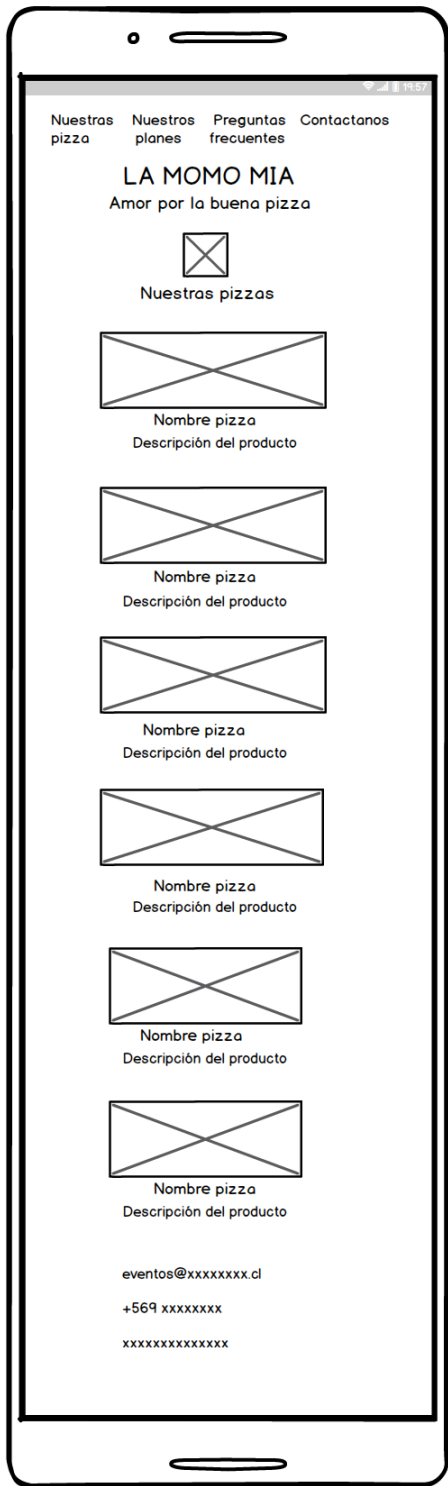 19:57
Nuestras Nuestros Preguntas Contactanos
pizza planes frecuentes
LA MOMO MIA
Amor por la buena pizza
Nuestras pizzas
Nombre pizza
Descripción del producto
Nombre pizza
Descripción del producto
Nombre pizza
Descripción del producto
Nombre pizza
Descripción del producto
Nombre pizza
Descripción del producto
Nombre pizza
Descripción del producto
eventos@xxxxxxxx.cl
+569 xxxxxxxx
xxxxxxxxxxxxxx